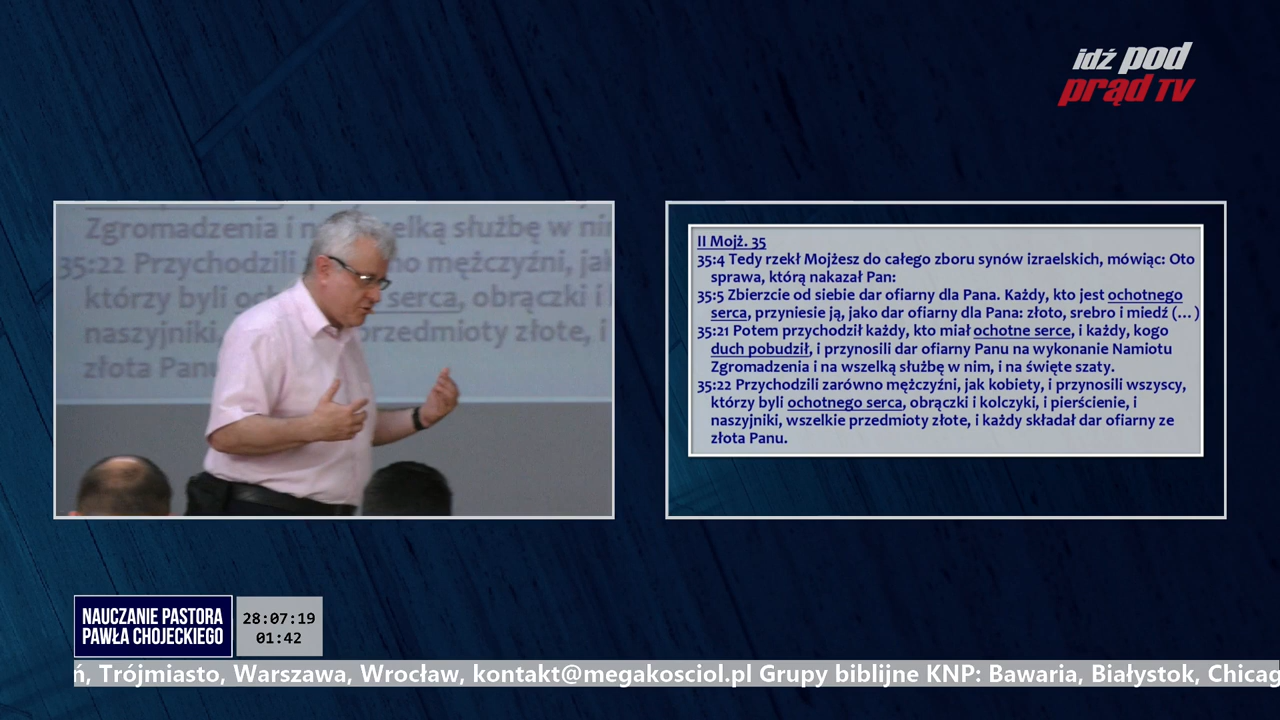 idź pod
prąd TV
Zgromadzenia i n elką służbę w nim
35:22 Przychodzili no mężczyźni, jak
którzy byli och serca, obrączki i
naszyjniki, przedmioty złote, i
złota Panu
II Mojż. 35
35:4 Tedy rzekł Mojżesz do całego zboru synów izraelskich, mówiąc: Oto
sprawa, którą nakazał Pan:
35:5 Zbierzcie od siebie dar ofiarny dla Pana. Każdy, kto jest ochotnego
serca, przyniesie ją, jako dar ofiarny dla Pana: złoto, srebro i miedź (... )
35:21 Potem przychodził każdy, kto miał ochotne serce, i każdy, kogo
duch pobudził, i przynosili dar ofiarny Panu na wykonanie Namiotu
Zgromadzenia i na wszelką służbę w nim, i na święte szaty.
35:22 Przychodzili zarówno mężczyźni, jak kobiety, i przynosili wszyscy,
którzy byli ochotnego serca, obrączki i kolczyki, i pierścienie, i
naszyjniki, wszelkie przedmioty złote, i każdy składał dar ofiarny ze
złota Panu.
NAUCZANIE PASTORA
PAWŁA CHOJECKIEGO
28:07:19
01:42
ń, Trójmiasto, Warszawa, Wrocław, kontakt@megakosciol.pl Grupy biblijne KNP: Bawaria, Białystok, Chicag